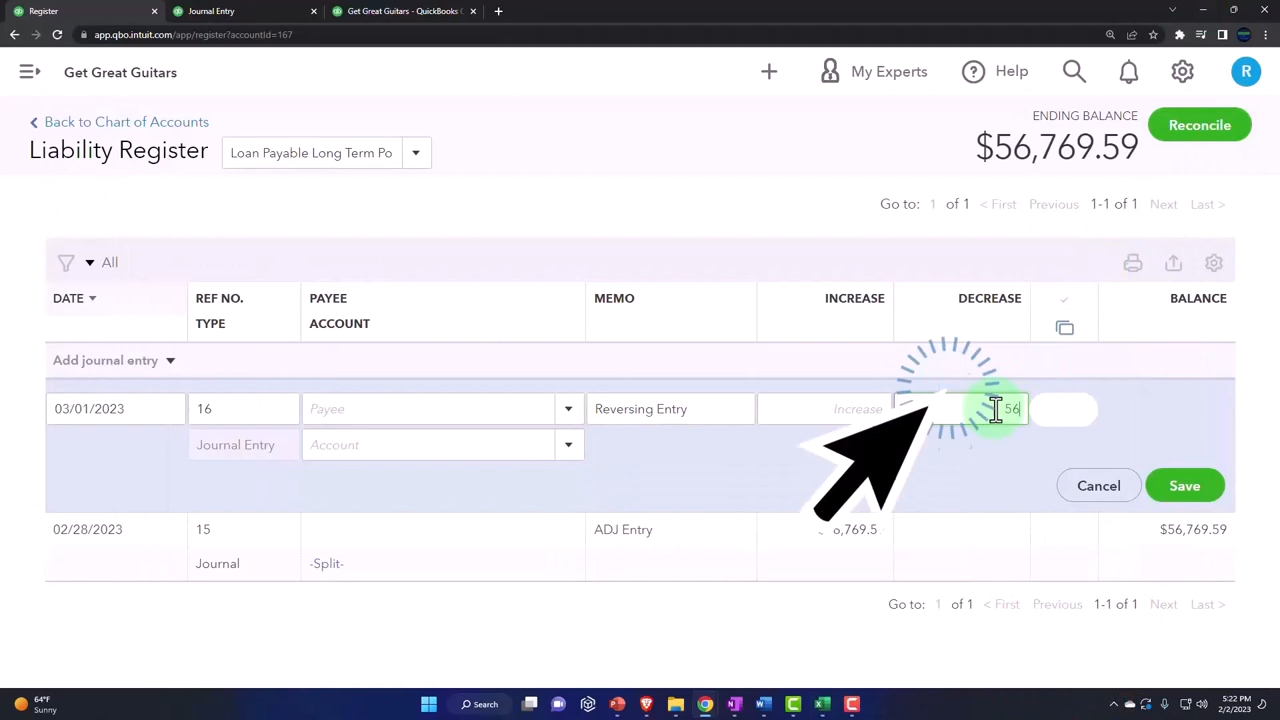 Register
Journal Entry
Get Great Guitars - QuickBooks
app.qbo.intuit.com/app/register?accountId=167
Get Great Guitars
My Experts
Help
R
Back to Chart of Accounts
Liability Register
Loan Payable Long Term Po
ENDING BALANCE
$56,769.59
Reconcile
Go to: 1 of 1 < First Previous 1-1 of 1 Next Last >
All
DATE REF NO. PAYEE MEMO INCREASE DECREASE BALANCE
TYPE ACCOUNT
Add journal entry
03/01/2023 16 Payee Reversing Entry Increase 56
Journal Entry Account
Cancel Save
02/28/2023 15 ADJ Entry $56,769.59
Journal -Split-
Go to: 1 of 1 < First Previous 1-1 of 1 Next Last >
64°F
Sunny
Search
5:22 PM
2/2/2023